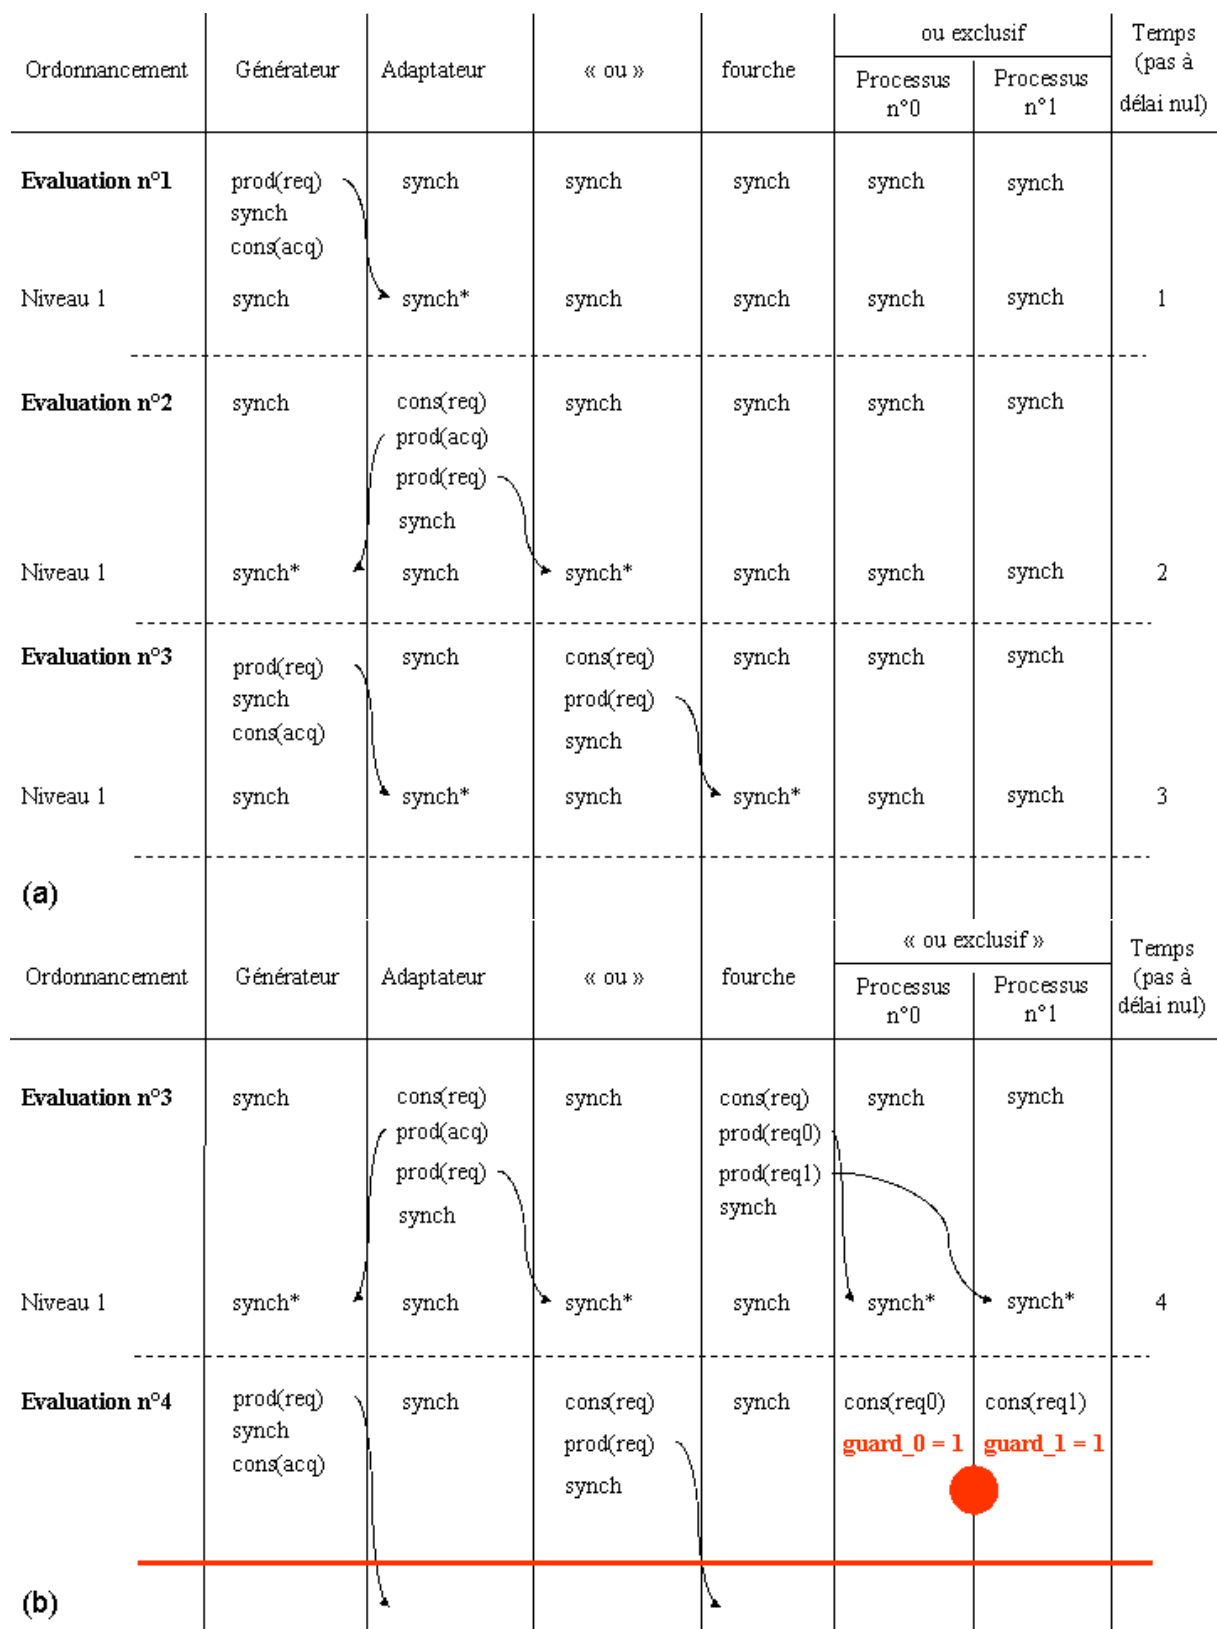 Ordonnancement Générateur Adaptateur « ou » fourche ou exclusif Temps
Processus n°0 Processus n°1 (pas à délai nul)
Evaluation n°1 prod(req) synch synch synch synch synch
synch
cons(acq)
Niveau 1 synch synch* synch synch synch synch 1
Evaluation n°2 synch cons(req) synch synch synch synch
prod(acq)
prod(req)
synch
Niveau 1 synch* synch synch* synch synch synch 2
Evaluation n°3 prod(req) synch cons(req) synch synch synch
synch prod(req)
cons(acq) synch
Niveau 1 synch synch* synch synch* synch synch 3
(a)
Ordonnancement Générateur Adaptateur « ou » fourche « ou exclusif » Temps
Processus n°0 Processus n°1 (pas à délai nul)
Evaluation n°3 synch cons(req) synch cons(req) synch synch
prod(acq) prod(req0)
prod(req) prod(req1)
synch synch
Niveau 1 synch* synch synch* synch synch* synch* 4
Evaluation n°4 prod(req) synch cons(req) synch cons(req0) cons(req1)
synch prod(req) guard_0 = 1 guard_1 = 1
cons(acq) synch
(b)